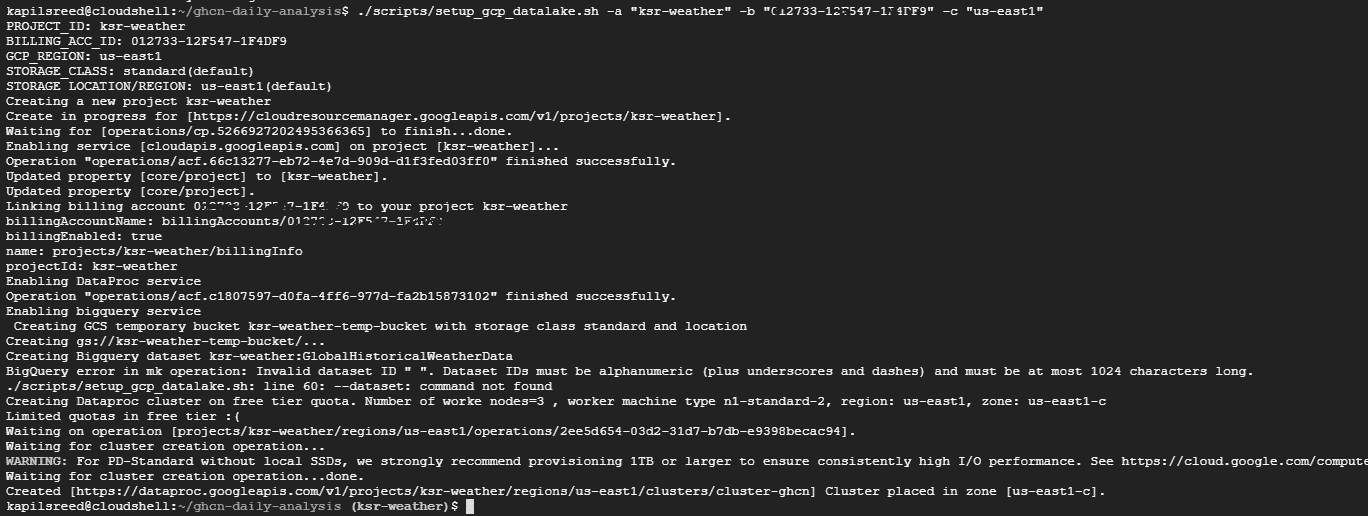 kapilsreed@cloudshell:~/ghcn-daily-analysis$ ./scripts/setup_gcp_datalake.sh -a "ksr-weather" -b "012733-12F547-1F4DF9" -c "us-east1"
PROJECT_ID: ksr-weather
BILLING_ACC_ID: 012733-12F547-1F4DF9
GCP_REGION: us-east1
STORAGE_CLASS: standard(default)
STORAGE LOCATION/REGION: us-east1(default)
Creating a new project ksr-weather
Create in progress for [https://cloudresourcemanager.googleapis.com/v1/projects/ksr-weather].
Waiting for [operations/cp.5266927202495366365] to finish...done.
Enabling service [cloudapis.googleapis.com] on project [ksr-weather]...
Operation "operations/acf.66c13277-eb72-4e7d-909d-d1f3fed03ff0" finished successfully.
Updated property [core/project] to [ksr-weather].
Updated property [core/project].
Linking billing account to your project ksr-weather
billingAccountName:
billingEnabled: true
name: projects/ksr-weather/billingInfo
projectId: ksr-weather
Enabling DataProc service
Operation "operations/acf.c1807597-d0fa-4ff6-977d-fa2b15873102" finished successfully.
Enabling bigquery service
Creating GCS temporary bucket ksr-weather-temp-bucket with storage class standard and location
Creating gs://ksr-weather-temp-bucket/...
Creating Bigquery dataset ksr-weather:GlobalHistoricalWeatherData
BigQuery error in mk operation: Invalid dataset ID " ". Dataset IDs must be alphanumeric (plus underscores and dashes) and must be at most 1024 characters long.
./scripts/setup_gcp_datalake.sh: line 60: --dataset: command not found
Creating Dataproc cluster on free tier quota. Number of worke nodes=3 , worker machine type n1-standard-2, region: us-east1, zone: us-east1-c
Limited quotas in free tier :(
Waiting on operation [projects/ksr-weather/regions/us-east1/operations/2ee5d654-03d2-31d7-b7db-e9398becac94].
Waiting for cluster creation operation...
WARNING: For PD-Standard without local SSDs, we strongly recommend provisioning 1TB or larger to ensure consistently high I/O performance. See https://cloud.google.com/compute
Waiting for cluster creation operation...done.
Created [https://dataproc.googleapis.com/v1/projects/ksr-weather/regions/us-east1/clusters/cluster-ghcn] Cluster placed in zone [us-east1-c].
kapilsreed@cloudshell:~/ghcn-daily-analysis (ksr-weather)$